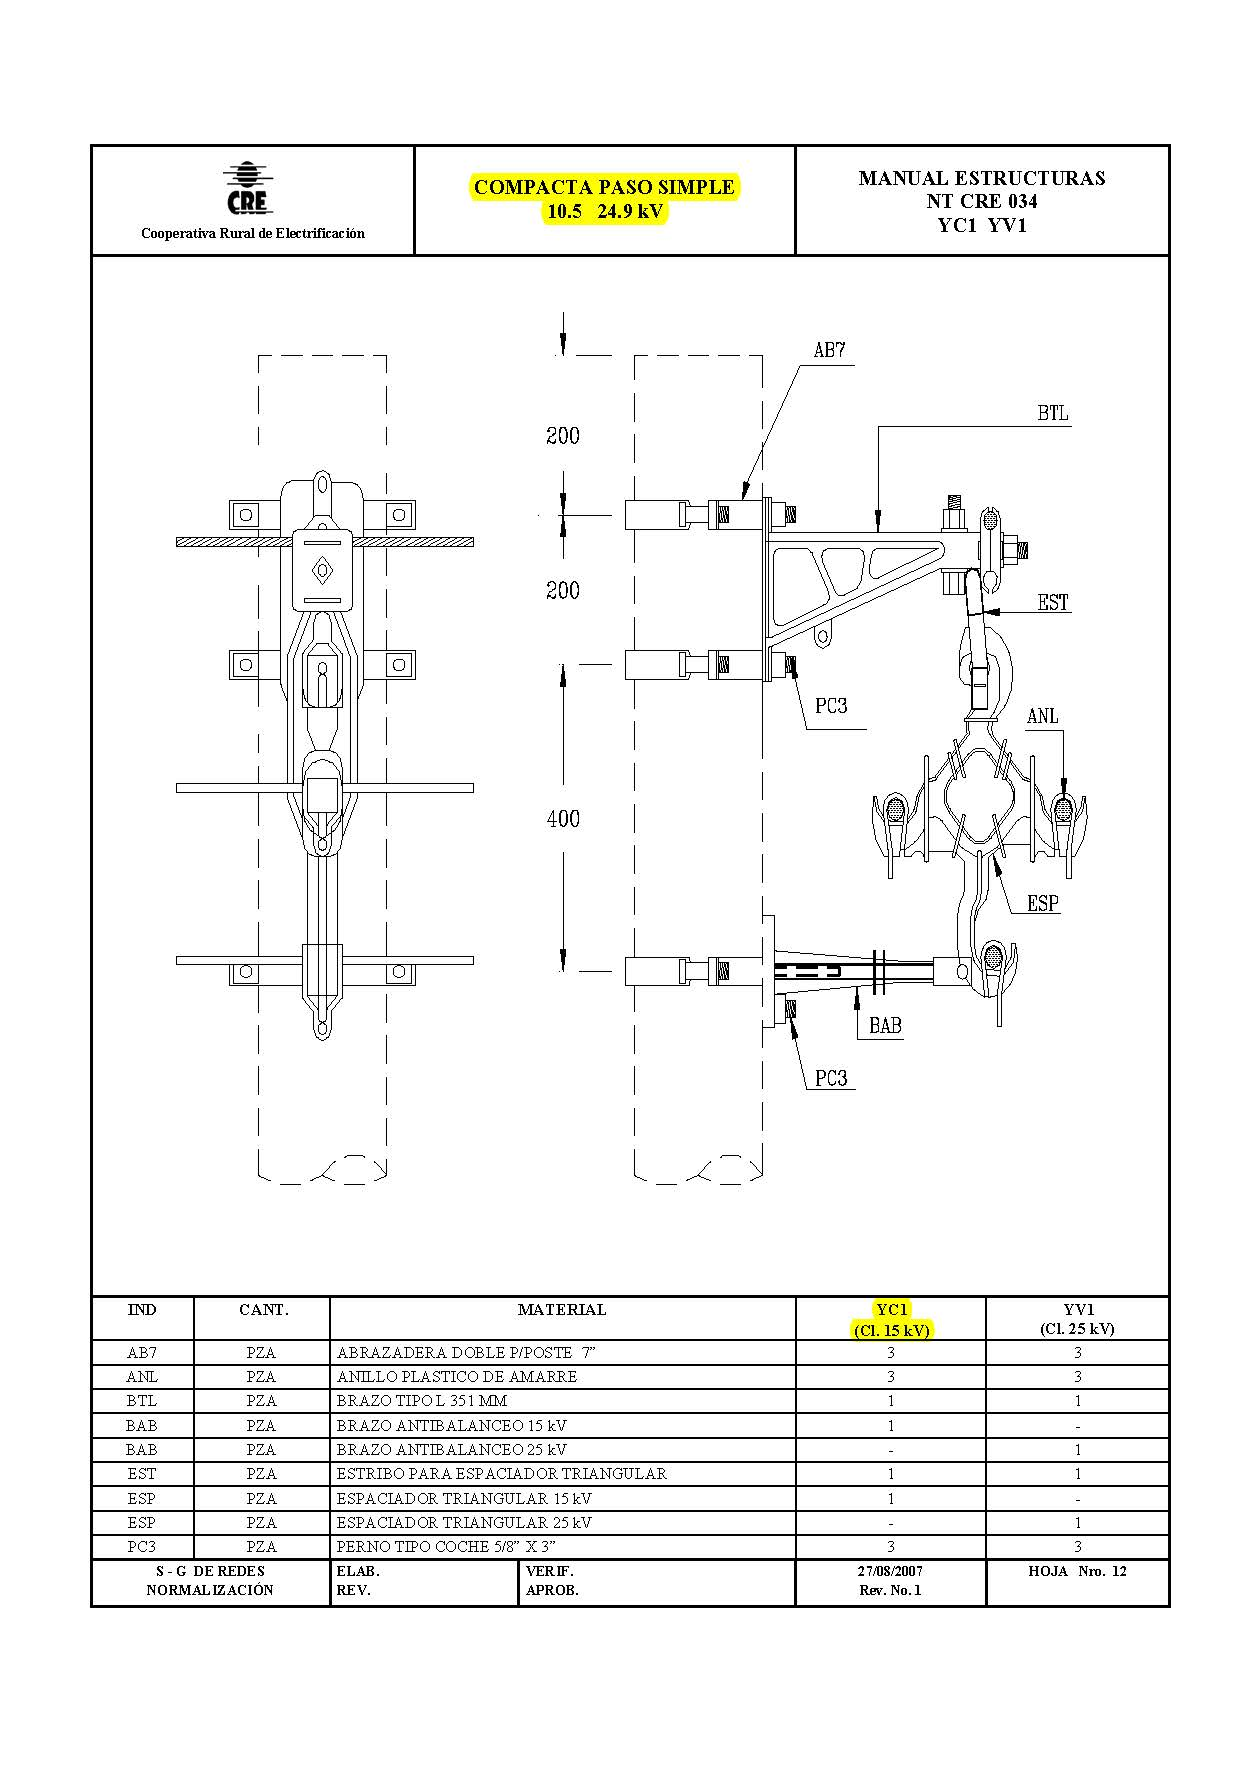 CRE
Cooperativa Rural de Electrificación
COMPACTA PASO SIMPLE
10.5   24.9 kV
MANUAL ESTRUCTURAS
NT CRE 034
YC1  YV1
AB7
BTL
200
200
EST
PC3
ANL
400
ESP
BAB
PC3
IND CANT. MATERIAL YC1 YV1
(Cl. 15 kV) (Cl. 25 kV)
AB7 PZA ABRAZADERA DOBLE P/POSTE  7” 3 3
ANL PZA ANILLO PLASTICO DE AMARRE 3 3
BTL PZA BRAZO TIPO L 351 MM 1 1
BAB PZA BRAZO ANTIBALANCEO 15 kV 1 -
BAB PZA BRAZO ANTIBALANCEO 25 kV - 1
EST PZA ESTRIBO PARA ESPACIADOR TRIANGULAR 1 1
ESP PZA ESPACIADOR TRIANGULAR 15 kV 1 -
ESP PZA ESPACIADOR TRIANGULAR 25 kV - 1
PC3 PZA PERNO TIPO COCHE 5/8” X 3” 3 3
S - G  DE REDES ELAB. VERIF. 27/08/2007 HOJA  Nro.  12
NORMALIZACIÓN REV. APROB. Rev. No. 1